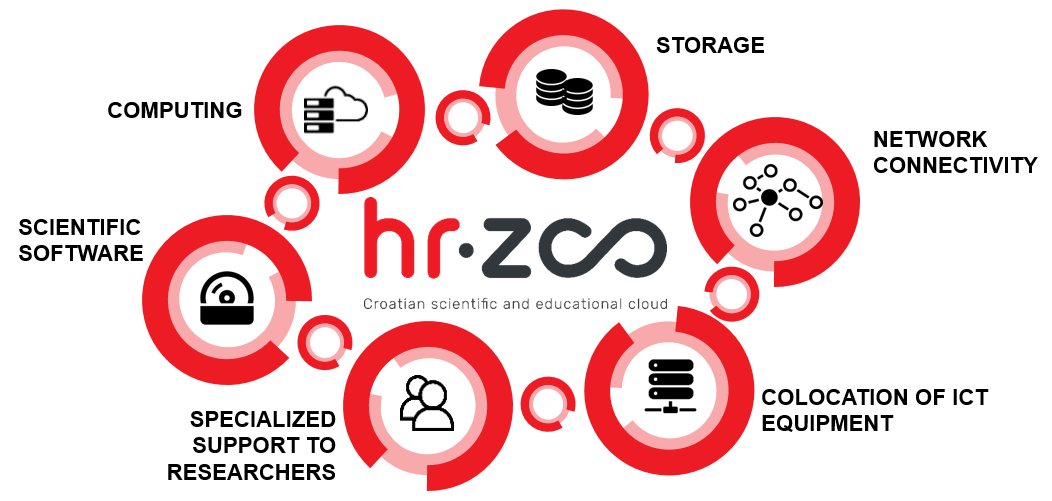 STORAGE
COMPUTING
NETWORK
CONNECTIVITY
SCIENTIFIC
SOFTWARE
hr·zoo
Croatian scientific and educational cloud
COLOCATION OF ICT
EQUIPMENT
SPECIALIZED
SUPPORT TO
RESEARCHERS